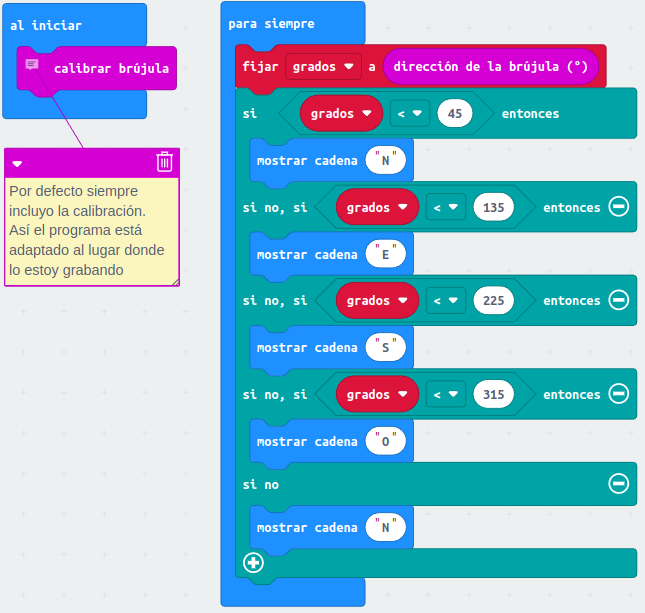 al iniciar
calibrar brújula
Por defecto siempre
incluyo la calibración.
Así el programa está
adaptado al lugar donde
lo estoy grabando
para siempre
fijar grados a dirección de la brújula (°)
si grados < 45 entonces
mostrar cadena "N"
si no, si grados < 135 entonces
mostrar cadena "E"
si no, si grados < 225 entonces
mostrar cadena "S"
si no, si grados < 315 entonces
mostrar cadena "O"
si no
mostrar cadena "N"